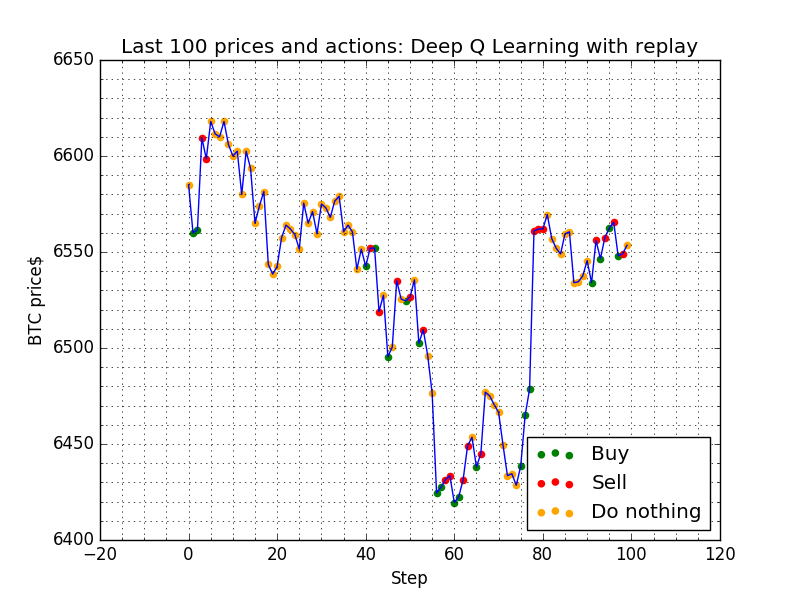 Last 100 prices and actions: Deep Q Learning with replay
6650
6600
6550
6500
6450
6400
BTC price$
Buy
Sell
Do nothing
−20
0
20
40
60
80
100
120
Step